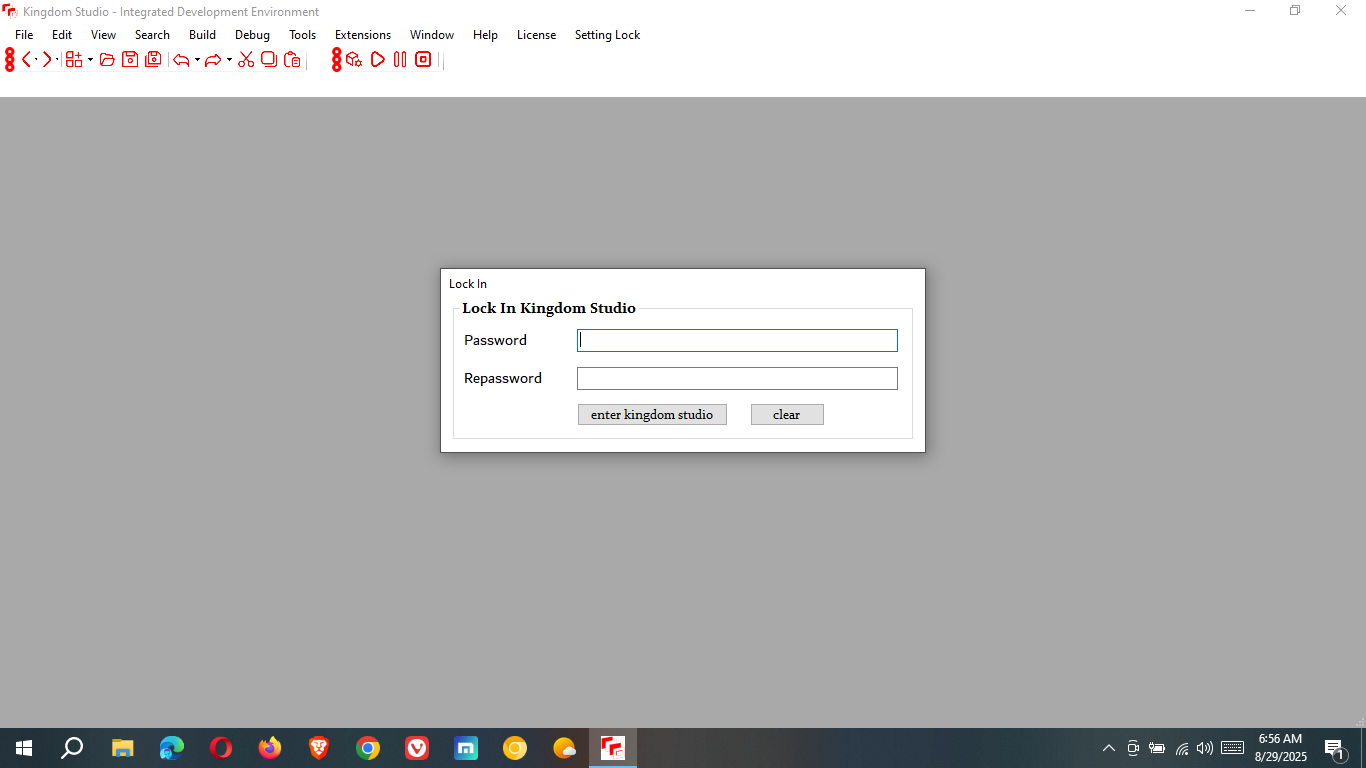 Kingdom Studio - Integrated Development Environment
File Edit View Search Build Debug Tools Extensions Window Help License Setting Lock
Lock In
Lock In Kingdom Studio
Password
Repassword
enter kingdom studio clear
6:56 AM
8/29/2025
1